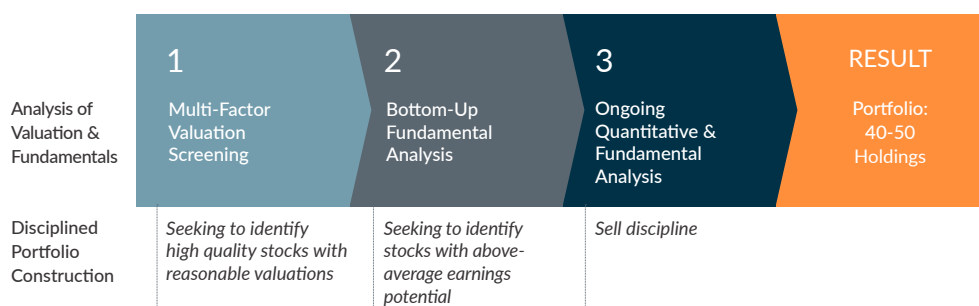 Analysis of
Valuation &
Fundamentals
1
Multi-Factor
Valuation
Screening
2
Bottom-Up
Fundamental
Analysis
3
Ongoing
Quantitative &
Fundamental
Analysis
RESULT
Portfolio:
40-50
Holdings
Disciplined
Portfolio
Construction
Seeking to identify
high quality stocks with
reasonable valuations
Seeking to identify
stocks with above-
average earnings
potential
Sell discipline